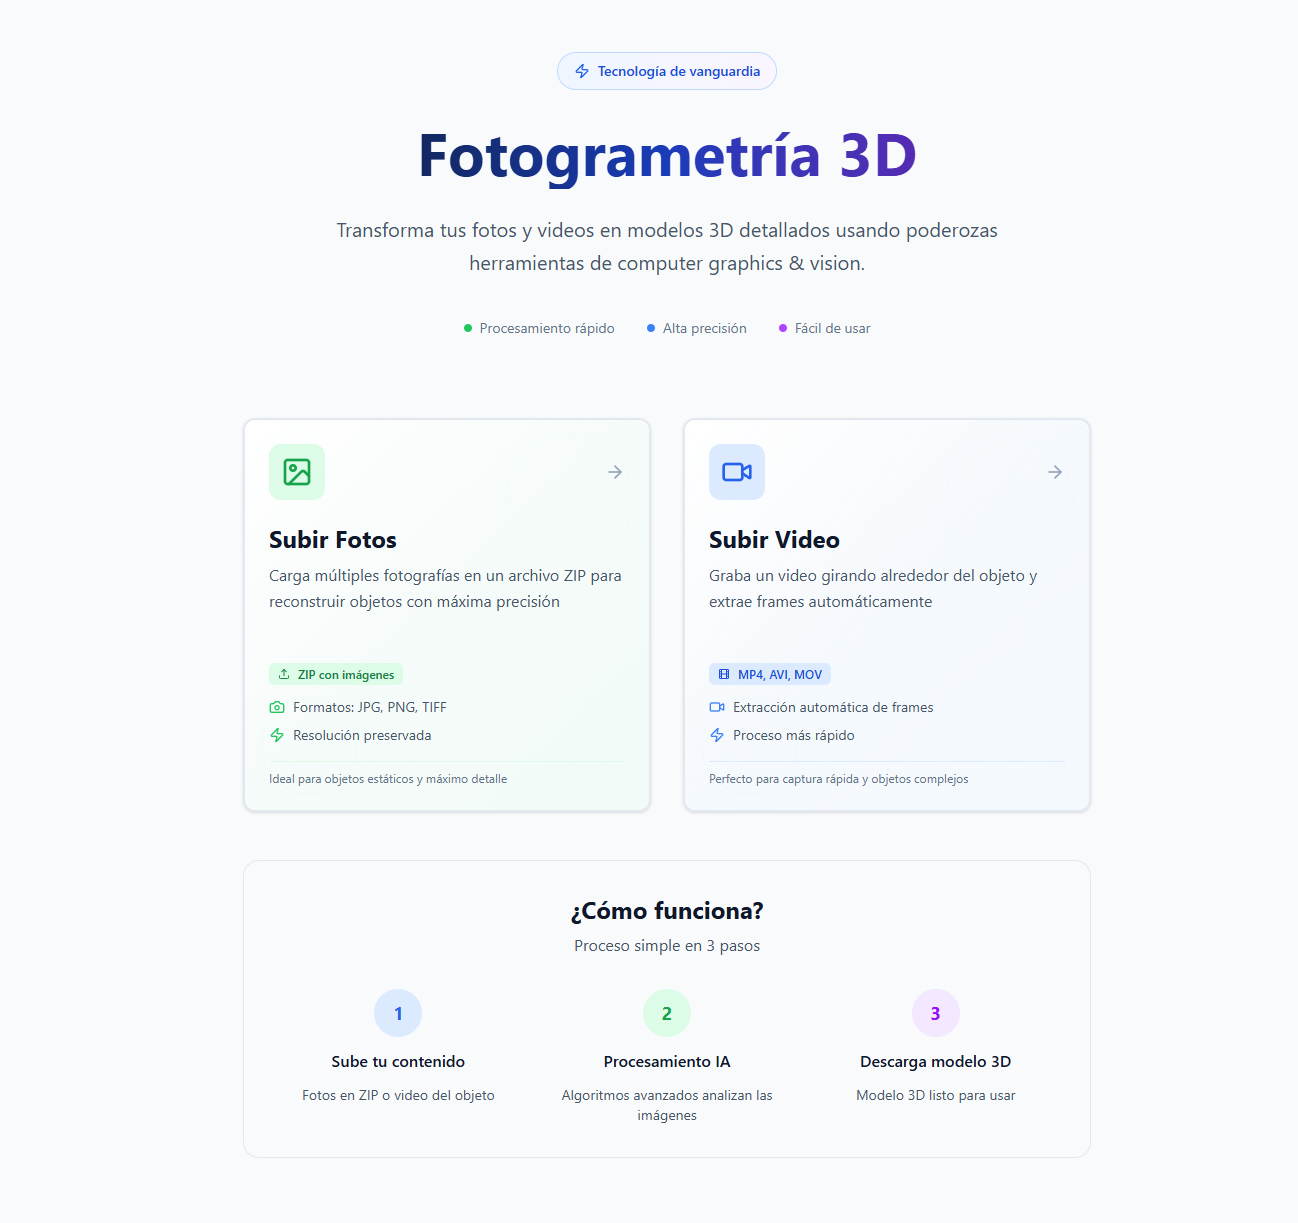 Tecnología de vanguardia
Fotogrametría 3D
Transforma tus fotos y videos en modelos 3D detallados usando poderozas
herramientas de computer graphics & vision.
Procesamiento rápido
Alta precisión
Fácil de usar
Subir Fotos
Carga múltiples fotografías en un archivo ZIP para
reconstruir objetos con máxima precisión
ZIP con imágenes
Formatos: JPG, PNG, TIFF
Resolución preservada
Ideal para objetos estáticos y máximo detalle
Subir Video
Graba un video girando alrededor del objeto y
extrae frames automáticamente
MP4, AVI, MOV
Extracción automática de frames
Proceso más rápido
Perfecto para captura rápida y objetos complejos
¿Cómo funciona?
Proceso simple en 3 pasos
1
Sube tu contenido
Fotos en ZIP o video del objeto
2
Procesamiento IA
Algoritmos avanzados analizan las
imágenes
3
Descarga modelo 3D
Modelo 3D listo para usar